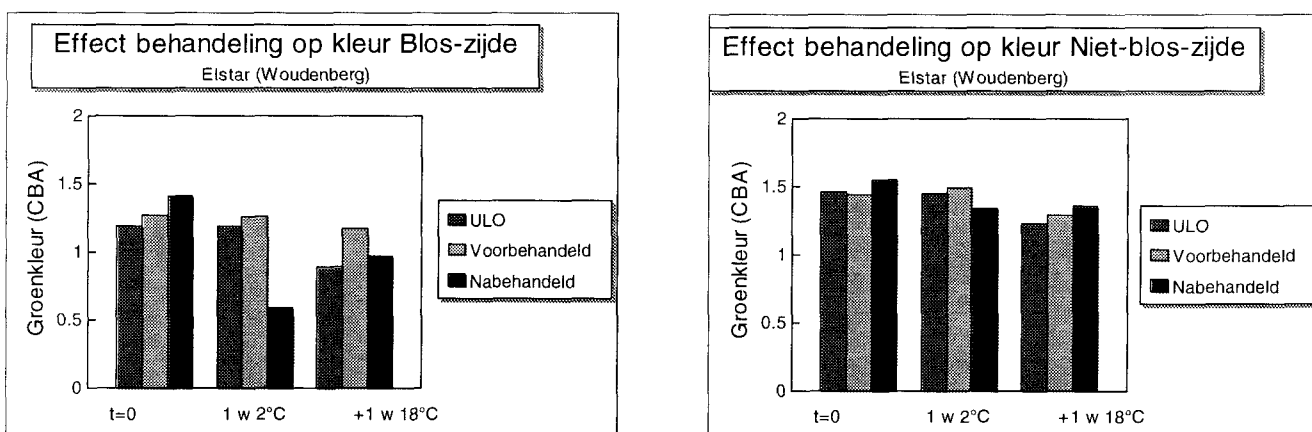 Effect behandeling op kleur Blos-zijde
Elstar (Woudenberg)
Groenkleur (CBA)
2
1.5
1
0.5
0
t=0
1 w 2°C
+1 w 18°C
ULO
Voorbehandeld
Nabehandeld
Effect behandeling op kleur Niet-blos-zijde
Elstar (Woudenberg)
Groenkleur (CBA)
2
1.5
1
0.5
0
t=0
1 w 2°C
+1 w 18°C
ULO
Voorbehandeld
Nabehandeld